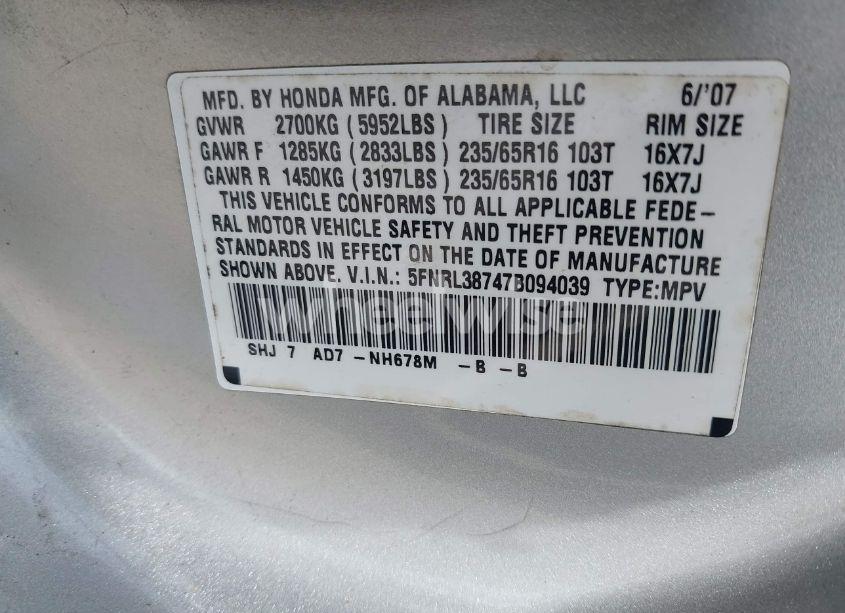 MFD. BY HONDA MFG. OF ALABAMA, LLC 6/'07
GVWR 2700KG (5952LBS) TIRE SIZE RIM SIZE
GAWR F 1285KG (2833LBS) 235/65R16 103T 16X7J
GAWR R 1450KG (3197LBS) 235/65R16 103T 16X7J
THIS VEHICLE CONFORMS TO ALL APPLICABLE FEDE-
RAL MOTOR VEHICLE SAFETY AND THEFT PREVENTION
STANDARDS IN EFFECT ON THE DATE OF MANUFACTURE
SHOWN ABOVE. V.I.N.: 5FNRL38747B094039 TYPE:MPV
wheelwise
SHJ 7 AD7 -NH678M -B -B